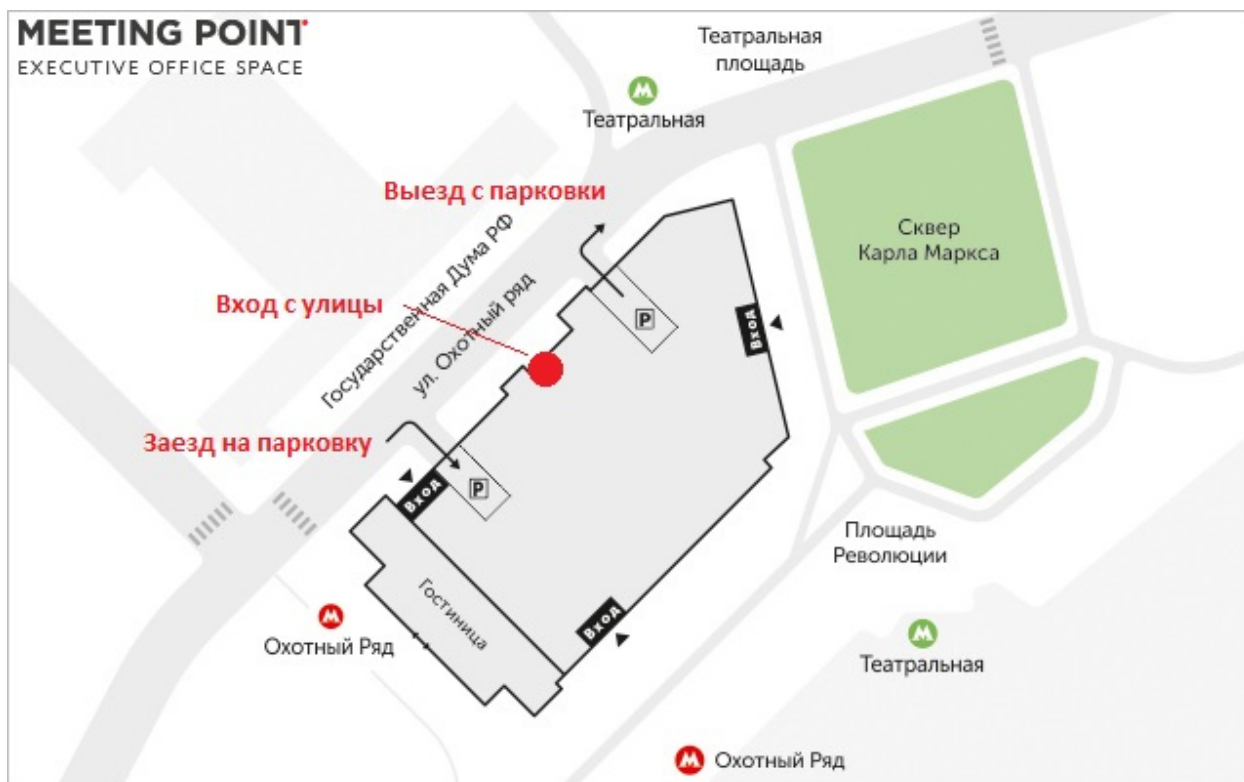 MEETING POINT
EXECUTIVE OFFICE SPACE
Театральная
площадь
М
Театральная
Выезд с парковки
Сквер
Карла Маркса
Государственная Дума РФ
Вход с улицы
ул. Охотный ряд
P
Вход
Заезд на парковку
Вход
P
Площадь
Революции
Гостиница
Вход
М
Охотный Ряд
М
Театральная
М Охотный Ряд